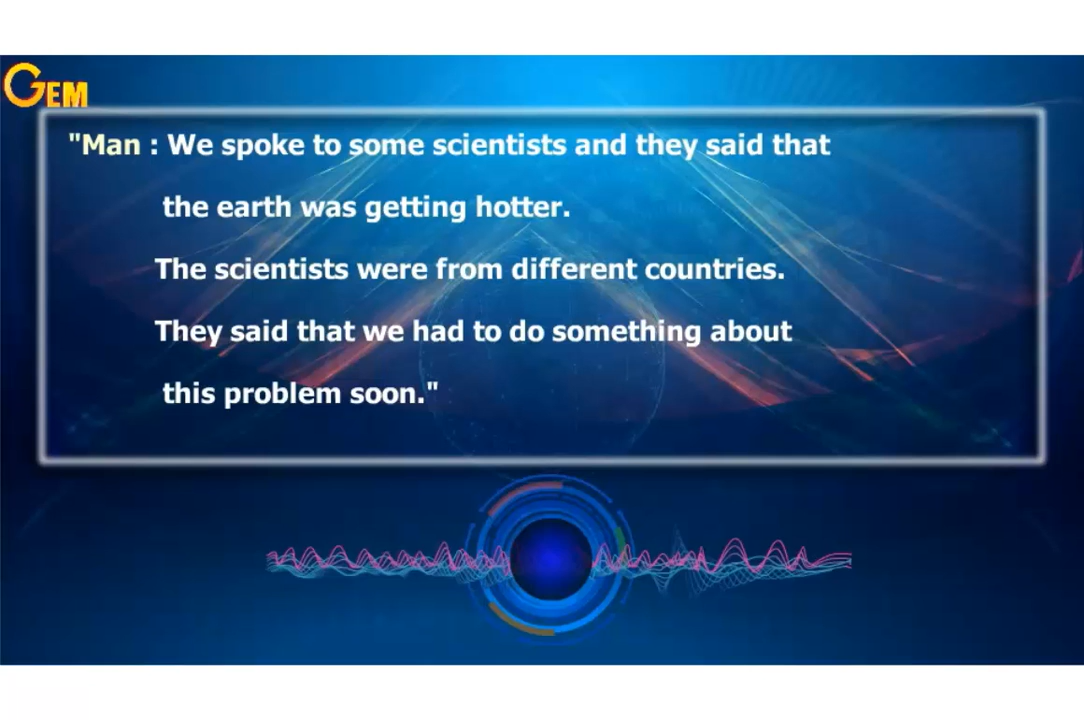 GEM
"Man : We spoke to some scientists and they said that
the earth was getting hotter.
The scientists were from different countries.
They said that we had to do something about
this problem soon."